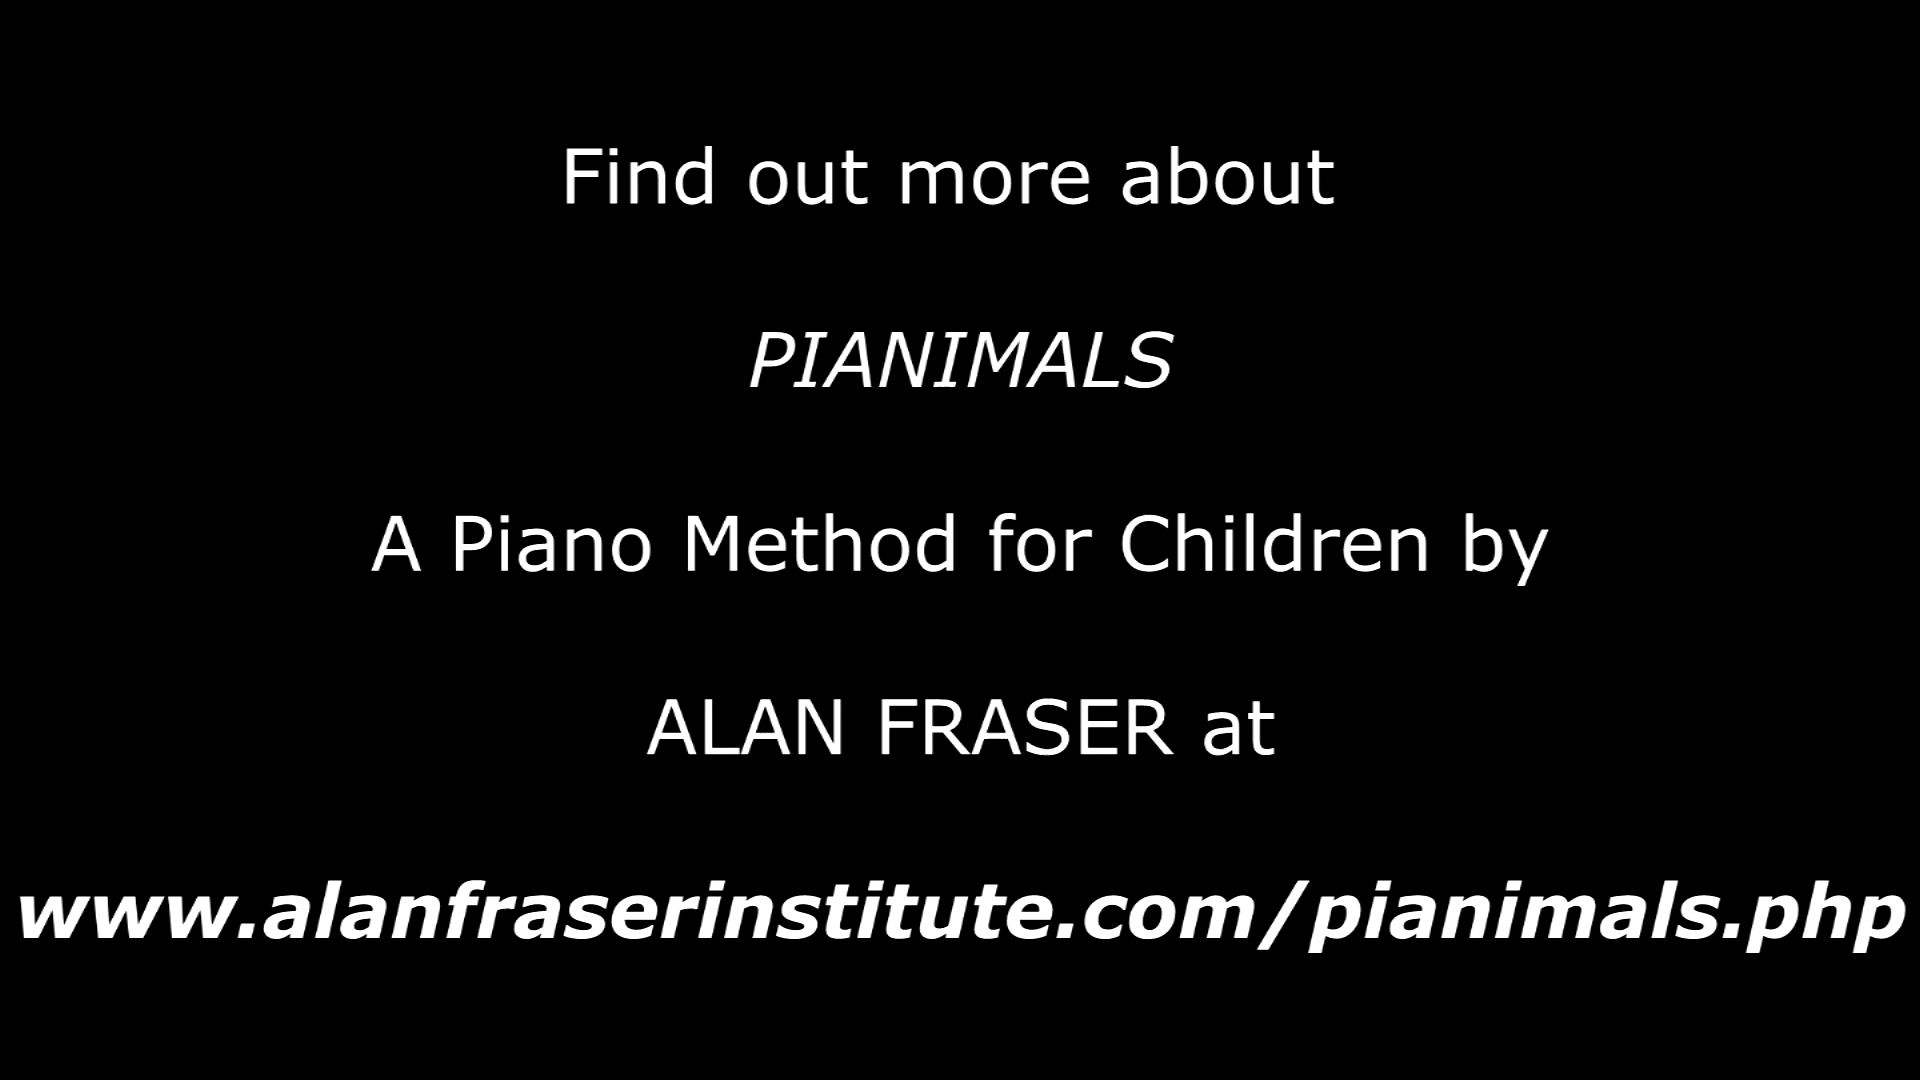 Find out more about
PIANIMALS
A Piano Method for Children by
ALAN FRASER at
www.alanfraserinstitute.com/pianimals.php